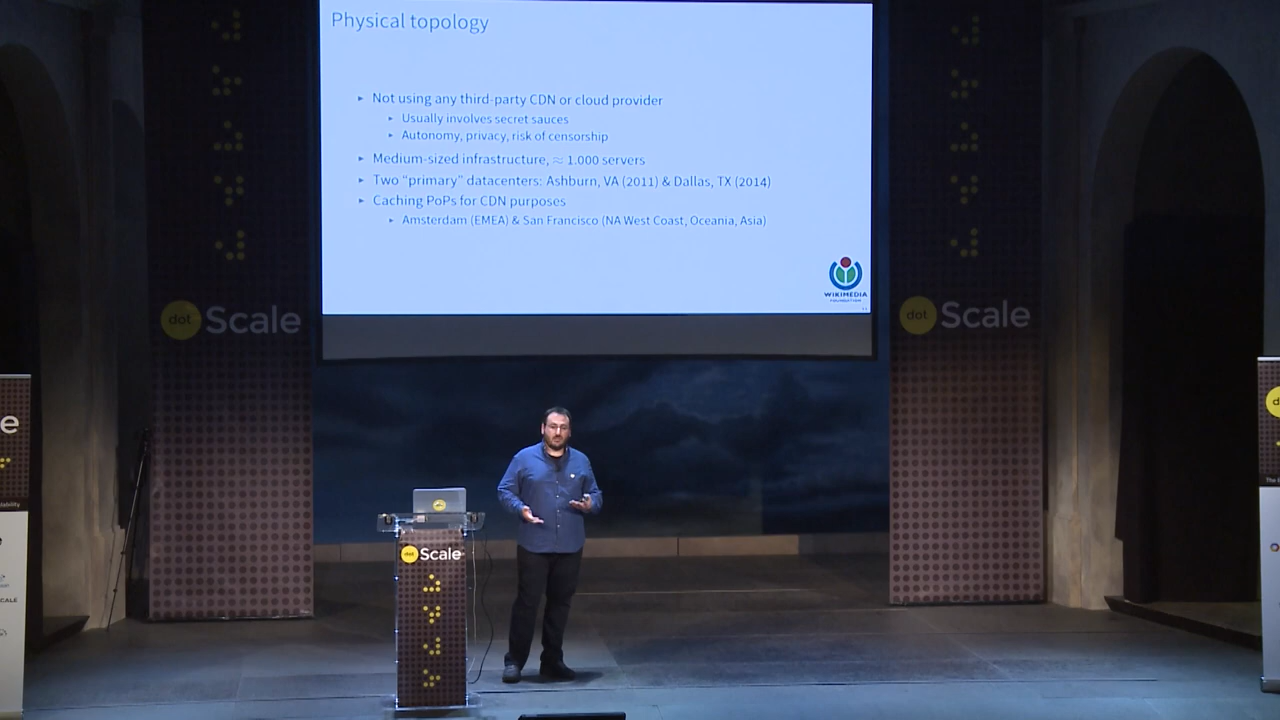 Physical topology
Not using any third-party CDN or cloud provider
Usually involves secret sauces
Autonomy, privacy, risk of censorship
Medium-sized infrastructure, ≈ 1.000 servers
Two “primary” datacenters: Ashburn, VA (2011) & Dallas, TX (2014)
Caching PoPs for CDN purposes
Amsterdam (EMEA) & San Francisco (NA West Coast, Oceania, Asia)
WIKIMEDIA
FOUNDATION
dot Scale
dot Scale
dot Scale